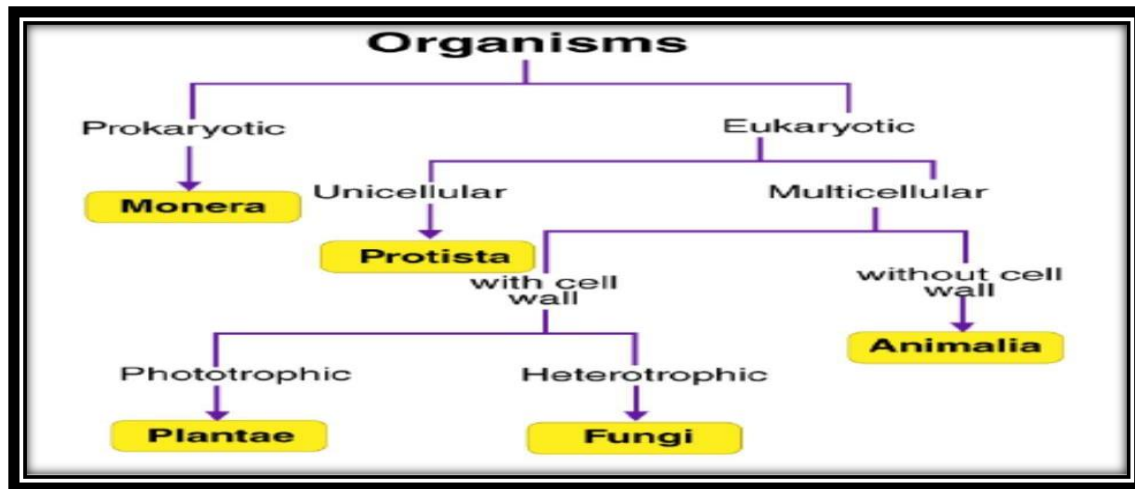 Organisms
Prokaryotic
Eukaryotic
Monera
Unicellular
Multicellular
Protista
with cell
wall
without cell
wall
Animalia
Phototrophic
Heterotrophic
Plantae
Fungi